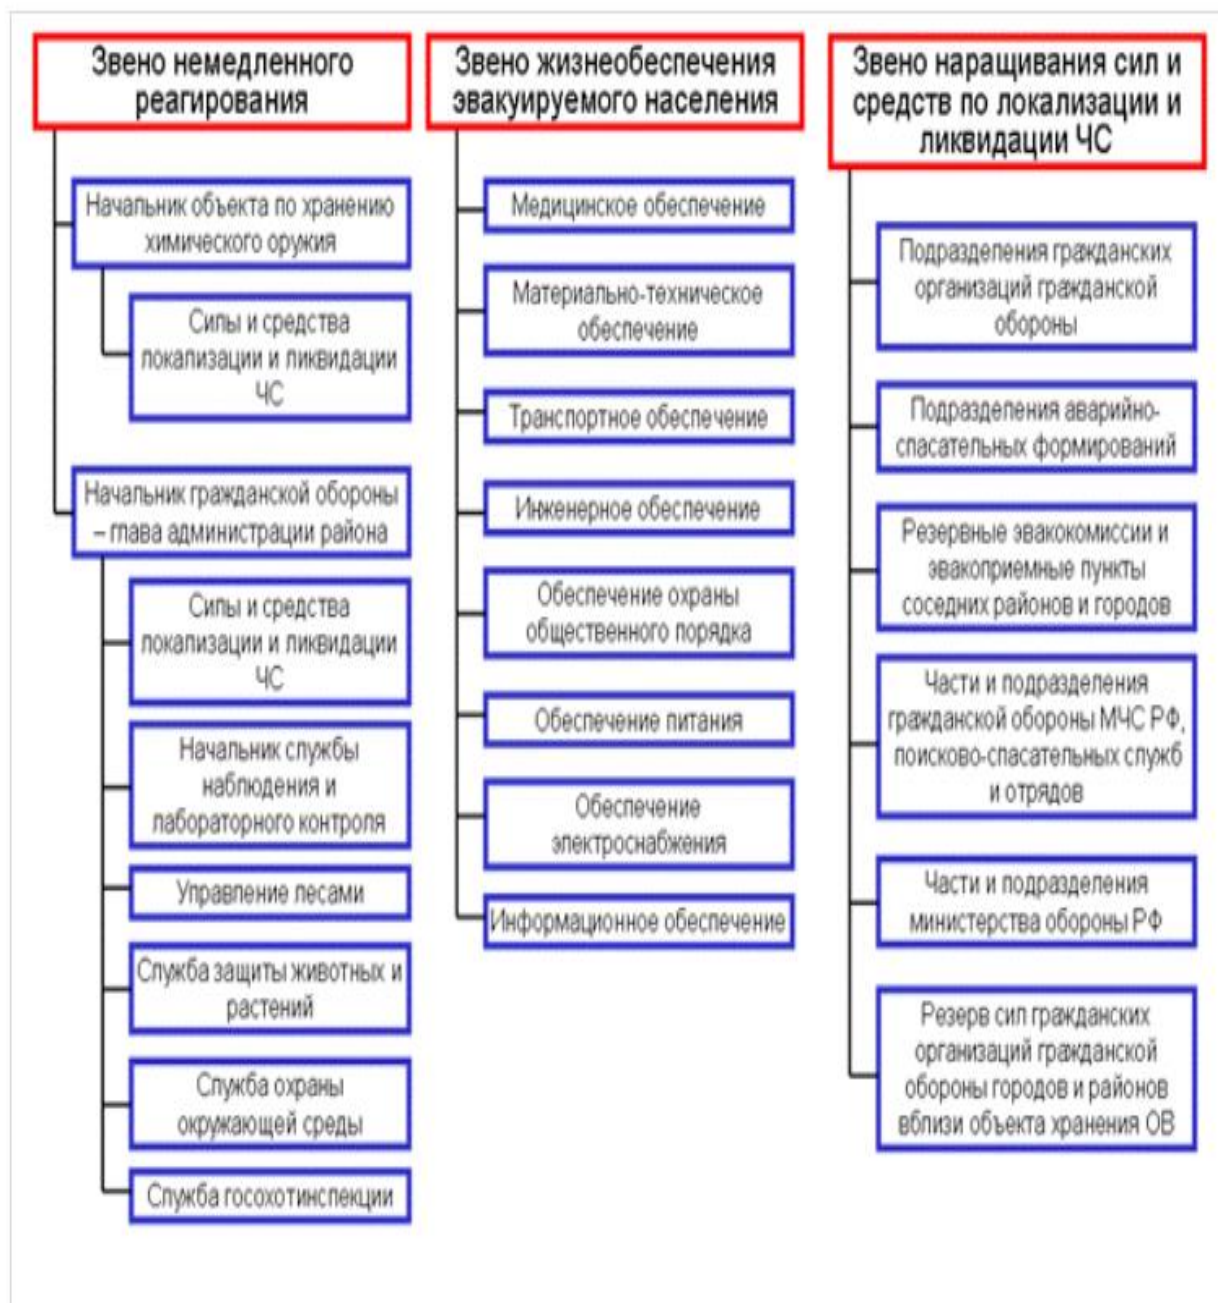 Звено немедленного
реагирования
Начальник объекта по хранению
химического оружия
Силы и средства
локализации и ликвидации
ЧС
Начальник гражданской обороны
– глава администрации района
Силы и средства
локализации и ликвидации
ЧС
Начальник службы
наблюдения и
лабораторного контроля
Управление лесами
Служба защиты животных и
растений
Служба охраны
окружающей среды
Служба госохотинспекции
Звено жизнеобеспечения
эвакуируемого населения
Медицинское обеспечение
Материально-техническое
обеспечение
Транспортное обеспечение
Инженерное обеспечение
Обеспечение охраны
общественного порядка
Обеспечение питания
Обеспечение
электроснабжения
Информационное обеспечение
Звено наращивания сил и
средств по локализации и
ликвидации ЧС
Подразделения гражданских
организаций гражданской
обороны
Подразделения аварийно-
спасательных формирований
Резервные эвакокомиссии и
эвакоприемные пункты
соседних районов и городов
Части и подразделения
гражданской обороны МЧС РФ,
поисково-спасательных служб
и отрядов
Части и подразделения
министерства обороны РФ
Резерв сил гражданских
организаций гражданской
обороны городов и районов
вблизи объекта хранения ОВ